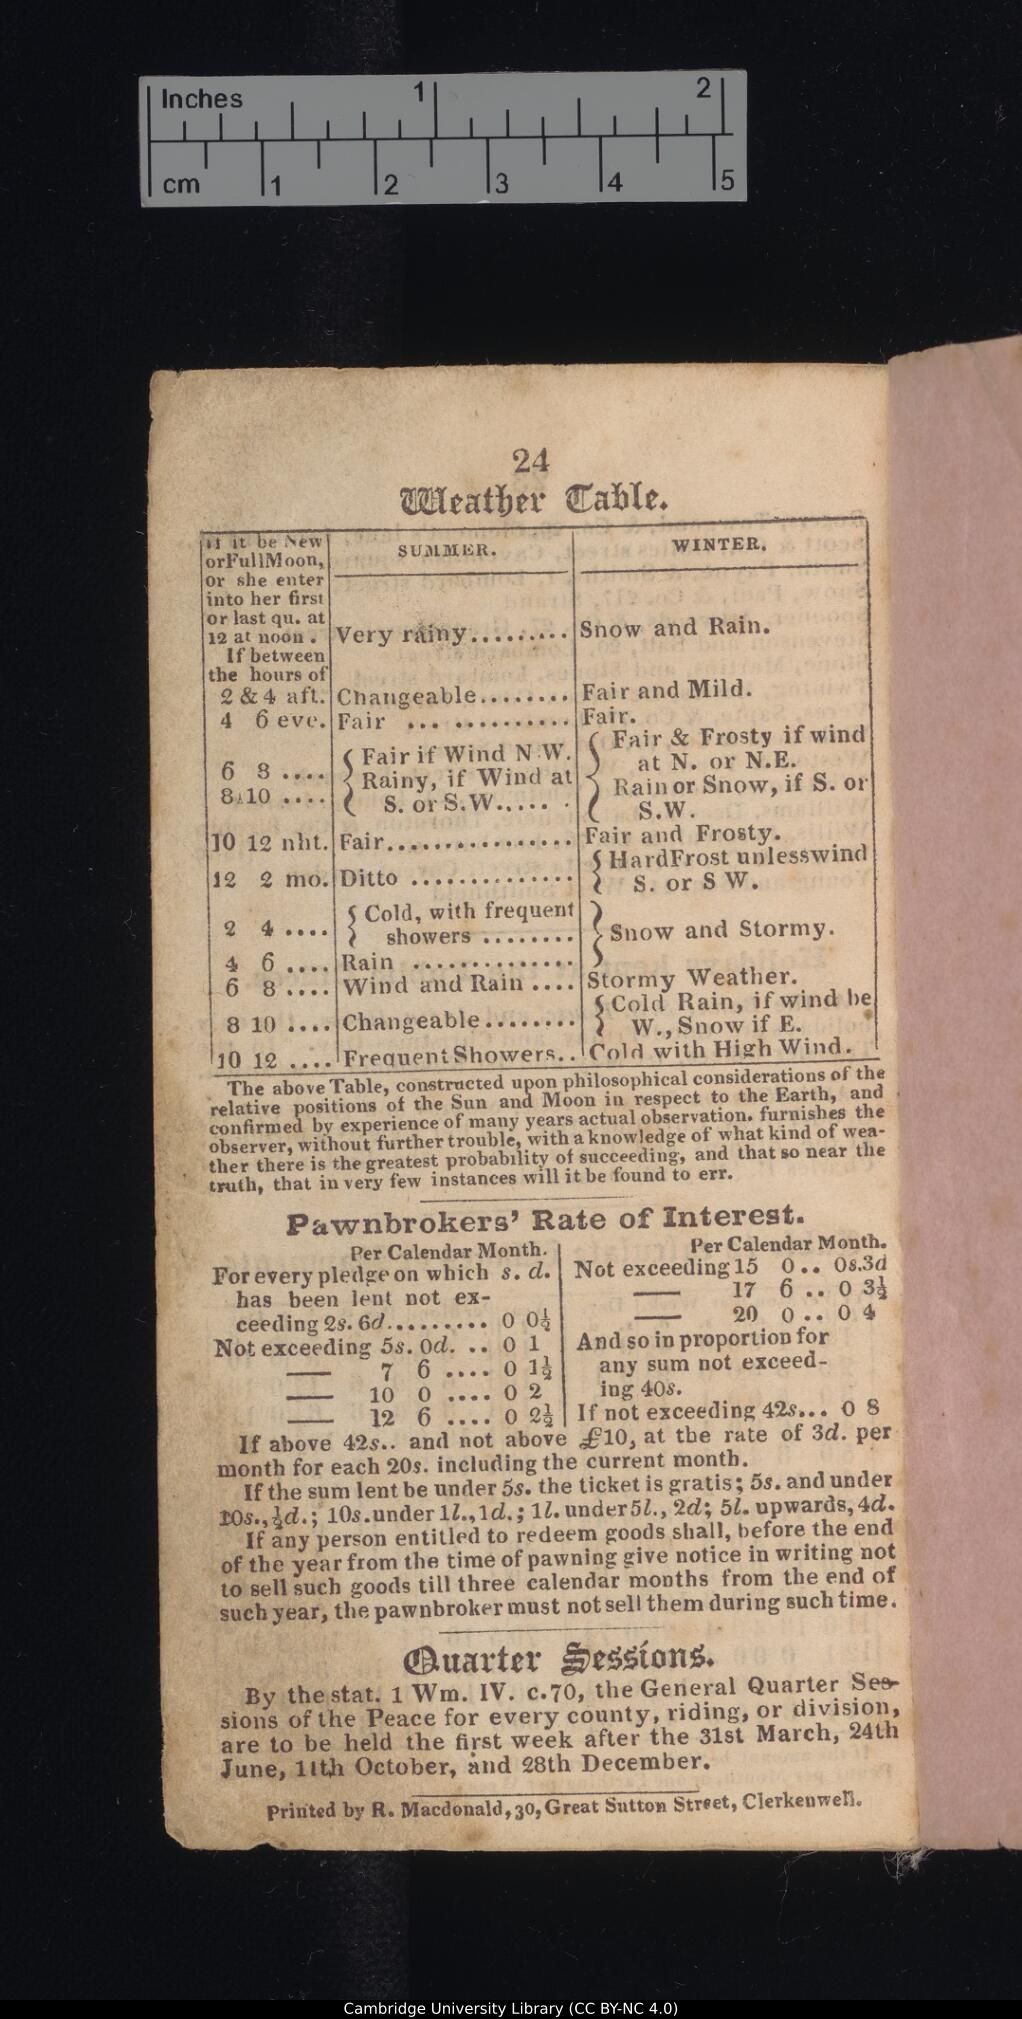 Inches 1 2
cm 1 2 3 4 5
24
Weather Table.
If it be New
or Full Moon,
or she enter
into her first
or last qu. at
12 at noon .
SUMMER.
WINTER.
Very rainy.........
Snow and Rain.
If between
the hours of
2 & 4 aft. Changeable........ Fair and Mild.
4 6 eve. Fair ... ........... Fair.
6 8 ....
8 & 10 ....
{ Fair if Wind N.W.
Rainy, if Wind at
S. or S.W..... .
{ Fair & Frosty if wind
at N. or N.E.
{ Rain or Snow, if S. or
S.W.
10 12 nht. Fair................ Fair and Frosty.
12 2 mo. Ditto ..............
{ Hard Frost unless wind
S. or S W.
2 4 ....
{ Cold, with frequent
showers ........
} Snow and Stormy.
4 6 .... Rain ..............
6 8 .... Wind and Rain .... Stormy Weather.
8 10 .... Changeable........
{ Cold Rain, if wind be
W., Snow if E.
10 12 .... Frequent Showers.. Cold with High Wind.
The above Table, constructed upon philosophical considerations of the
relative positions of the Sun and Moon in respect to the Earth, and
confirmed by experience of many years actual observation. furnishes the
observer, without further trouble, with a knowledge of what kind of wea-
ther there is the greatest probability of succeeding, and that so near the
truth, that in very few instances will it be found to err.
Pawnbrokers' Rate of Interest.
Per Calendar Month.
For every pledge on which s. d.
has been lent not ex-
ceeding 2s. 6d......... 0 0½
Not exceeding 5s. 0d. .. 0 1
—— 7 6 .... 0 1½
—— 10 0 .... 0 2
—— 12 6 .... 0 2½
Per Calendar Month.
Not exceeding 15 0 .. 0s.3d
—— 17 6 .. 0 3½
—— 20 0 .. 0 4
And so in proportion for
any sum not exceed-
ing 40s.
If not exceeding 42s... 0 8
If above 42s.. and not above £10, at the rate of 3d. per
month for each 20s. including the current month.
If the sum lent be under 5s. the ticket is gratis; 5s. and under
10s., ½d.; 10s. under 1l., 1d.; 1l. under 5l., 2d; 5l. upwards, 4d.
If any person entitled to redeem goods shall, before the end
of the year from the time of pawning give notice in writing not
to sell such goods till three calendar months from the end of
such year, the pawnbroker must not sell them during such time.
Quarter Sessions.
By the stat. 1 Wm. IV. c.70, the General Quarter Ses-
sions of the Peace for every county, riding, or division,
are to be held the first week after the 31st March, 24th
June, 11th October, and 28th December.
Printed by R. Macdonald, 30, Great Sutton Street, Clerkenwell.
Cambridge University Library (CC BY-NC 4.0)